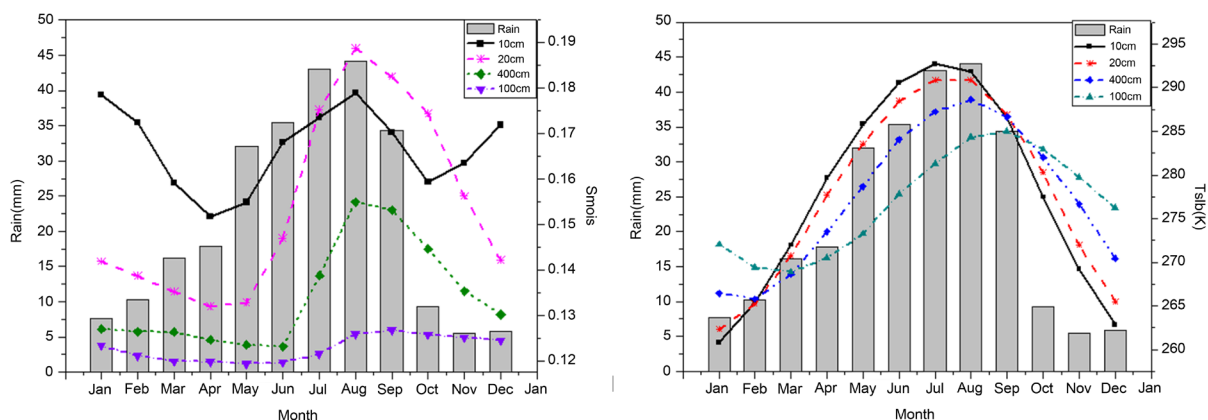 50
45
40
35
30
25
20
15
10
5
0
Rain(mm)
Rain
10cm
20cm
400cm
100cm
0.19
0.18
0.17
0.16
0.15
0.14
0.13
0.12
Smois
Jan Feb Mar Apr May Jun Jul Aug Sep Oct Nov Dec Jan
Month
50
45
40
35
30
25
20
15
10
5
0
Rain(mm)
Rain
10cm
20cm
400cm
100cm
295
290
285
280
275
270
265
260
Tslb(K)
Jan Feb Mar Apr May Jun Jul Aug Sep Oct Nov Dec Jan
Month